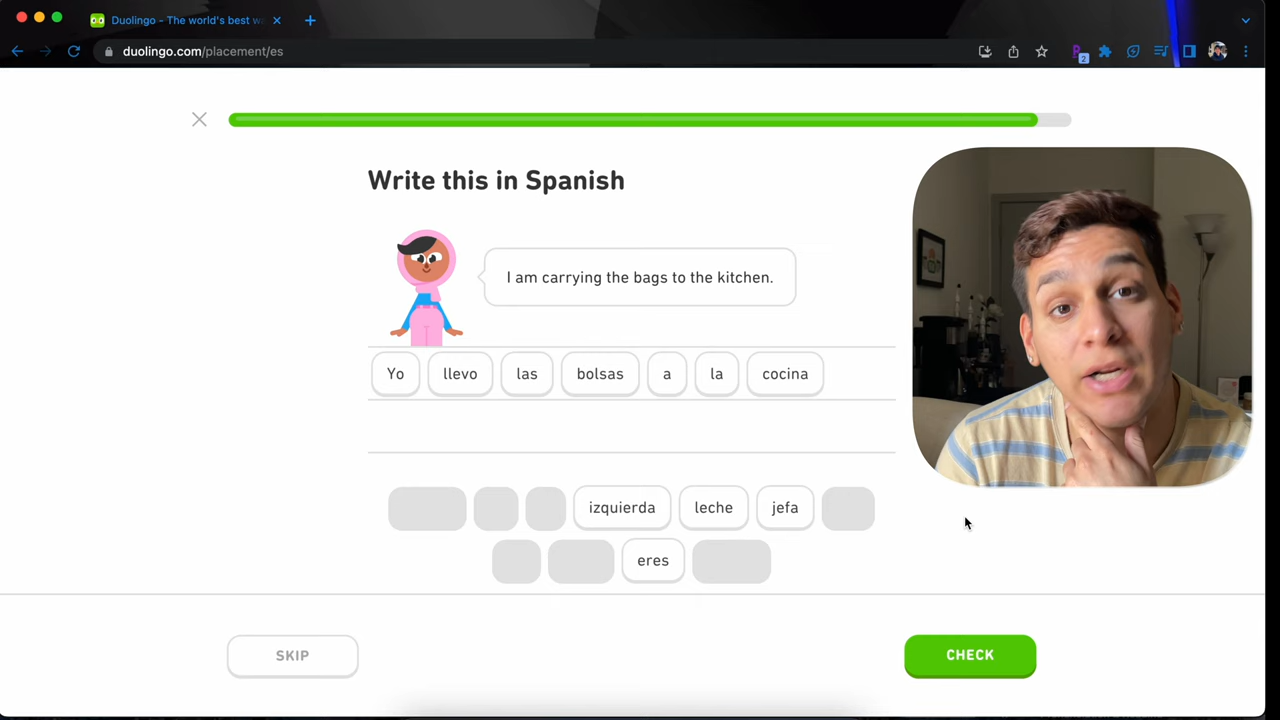 Duolingo - The world's best w
duolingo.com/placement/es
2
Write this in Spanish
I am carrying the bags to the kitchen.
Yo llevo las bolsas a la cocina
izquierda leche jefa
eres
SKIP CHECK